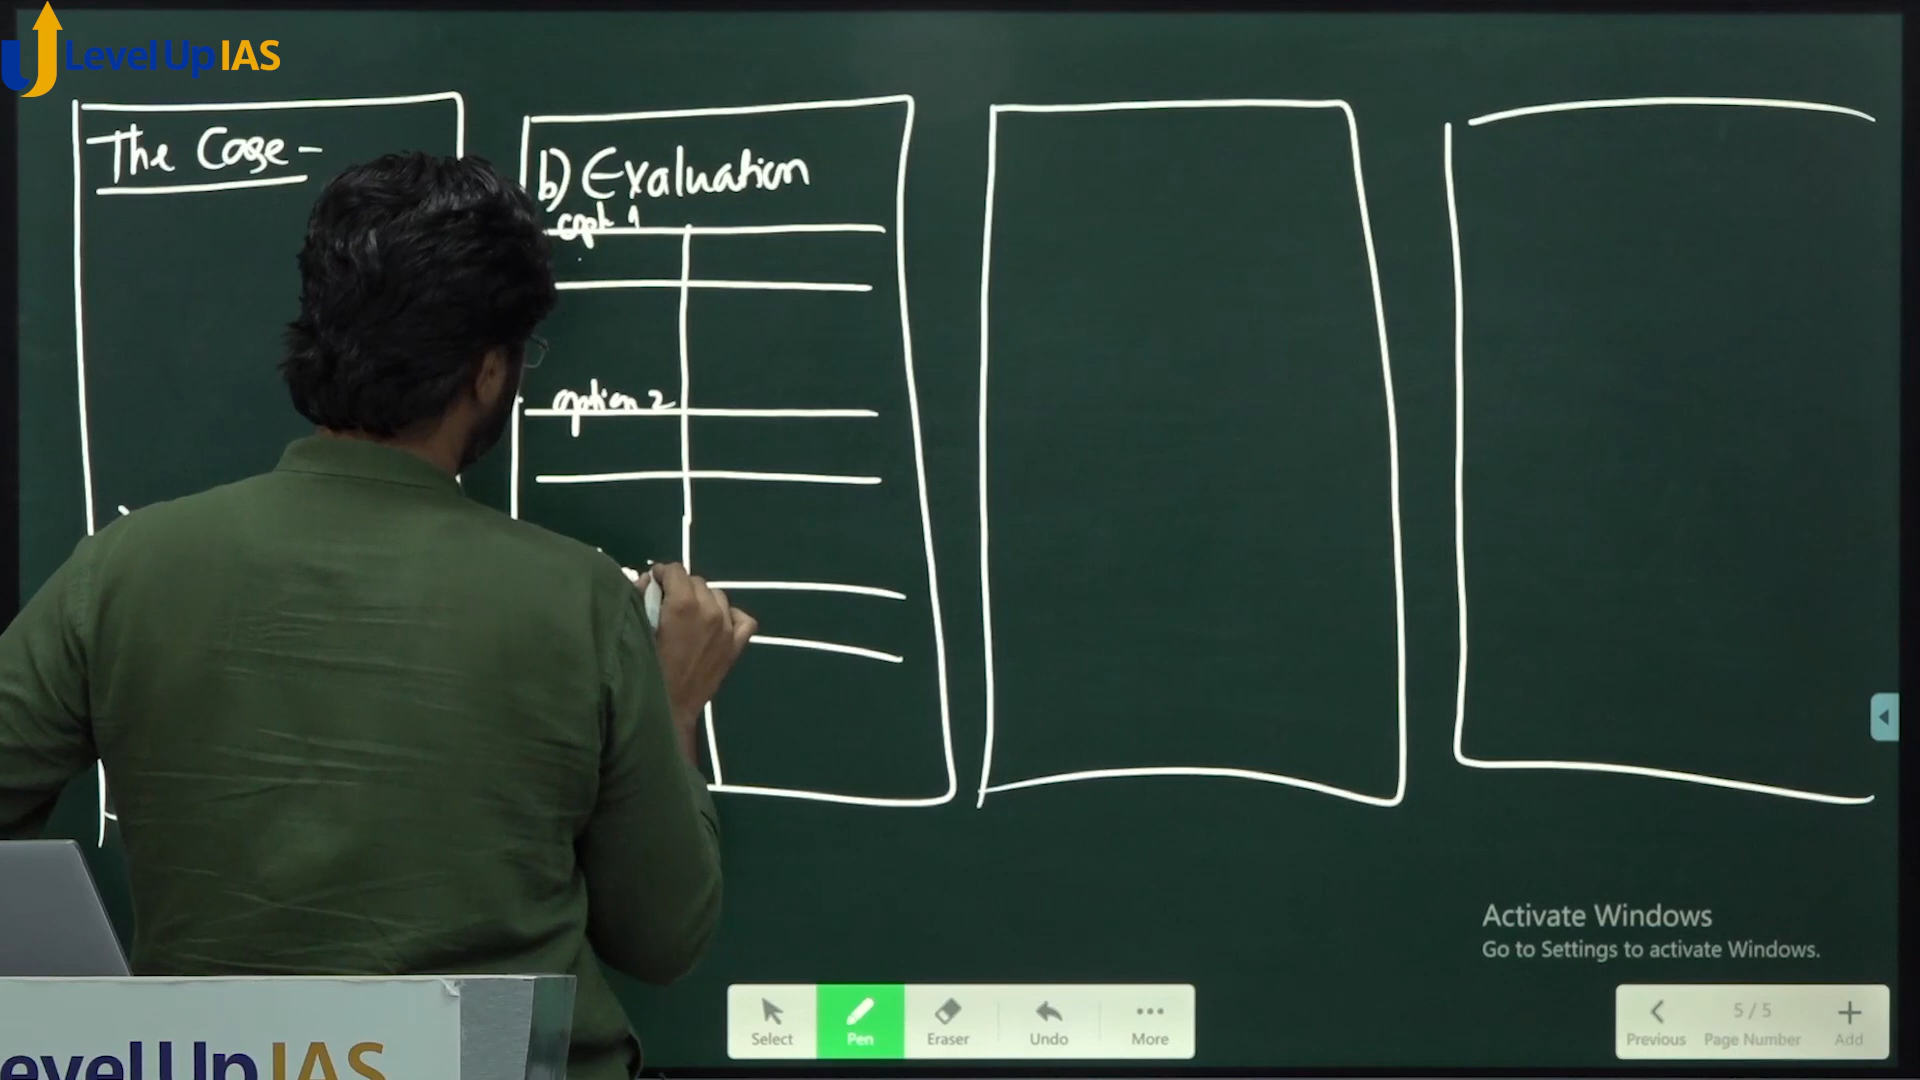 Level Up IAS
The Case -
b) Evaluation
opt. 1
option 2
Activate Windows
Go to Settings to activate Windows.
Select
Pen
Eraser
Undo
More
Previous
5 / 5
Page Number
Add
evel Up IAS